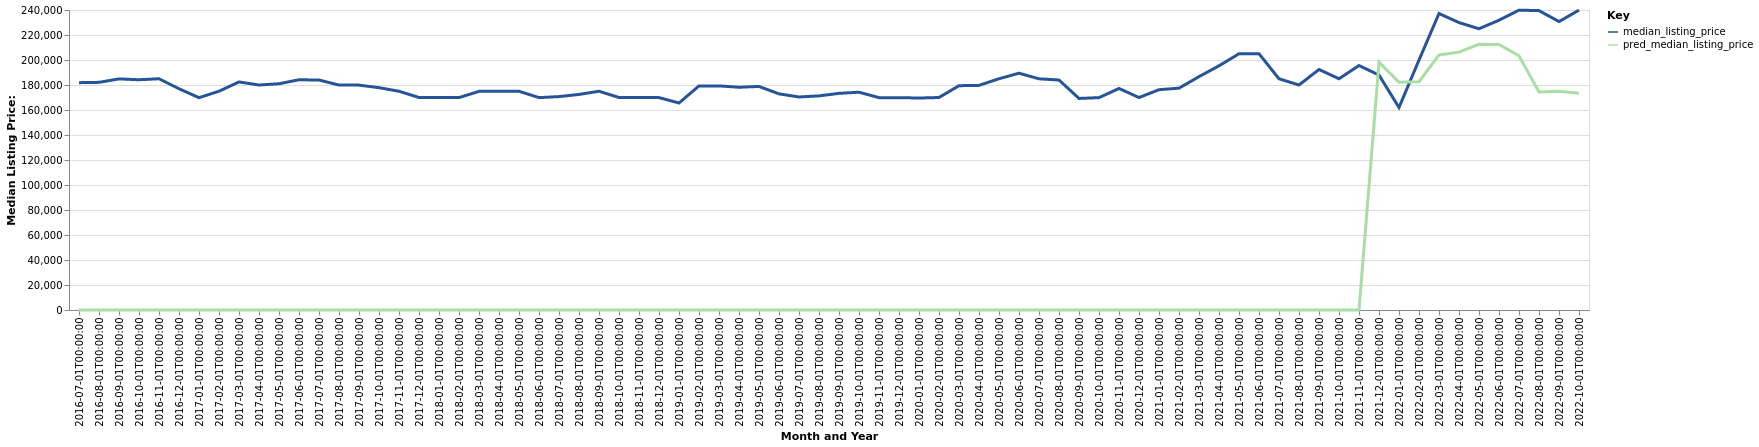 Key
median_listing_price
pred_median_listing_price
Median Listing Price:
240,000
220,000
200,000
180,000
160,000
140,000
120,000
100,000
80,000
60,000
40,000
20,000
0
2016-07-01T00:00:00
2016-08-01T00:00:00
2016-09-01T00:00:00
2016-10-01T00:00:00
2016-11-01T00:00:00
2016-12-01T00:00:00
2017-01-01T00:00:00
2017-02-01T00:00:00
2017-03-01T00:00:00
2017-04-01T00:00:00
2017-05-01T00:00:00
2017-06-01T00:00:00
2017-07-01T00:00:00
2017-08-01T00:00:00
2017-09-01T00:00:00
2017-10-01T00:00:00
2017-11-01T00:00:00
2017-12-01T00:00:00
2018-01-01T00:00:00
2018-02-01T00:00:00
2018-03-01T00:00:00
2018-04-01T00:00:00
2018-05-01T00:00:00
2018-06-01T00:00:00
2018-07-01T00:00:00
2018-08-01T00:00:00
2018-09-01T00:00:00
2018-10-01T00:00:00
2018-11-01T00:00:00
2018-12-01T00:00:00
2019-01-01T00:00:00
2019-02-01T00:00:00
2019-03-01T00:00:00
2019-04-01T00:00:00
2019-05-01T00:00:00
2019-06-01T00:00:00
2019-07-01T00:00:00
2019-08-01T00:00:00
2019-09-01T00:00:00
2019-10-01T00:00:00
2019-11-01T00:00:00
2019-12-01T00:00:00
2020-01-01T00:00:00
2020-02-01T00:00:00
2020-03-01T00:00:00
2020-04-01T00:00:00
2020-05-01T00:00:00
2020-06-01T00:00:00
2020-07-01T00:00:00
2020-08-01T00:00:00
2020-09-01T00:00:00
2020-10-01T00:00:00
2020-11-01T00:00:00
2020-12-01T00:00:00
2021-01-01T00:00:00
2021-02-01T00:00:00
2021-03-01T00:00:00
2021-04-01T00:00:00
2021-05-01T00:00:00
2021-06-01T00:00:00
2021-07-01T00:00:00
2021-08-01T00:00:00
2021-09-01T00:00:00
2021-10-01T00:00:00
2021-11-01T00:00:00
2021-12-01T00:00:00
2022-01-01T00:00:00
2022-02-01T00:00:00
2022-03-01T00:00:00
2022-04-01T00:00:00
2022-05-01T00:00:00
2022-06-01T00:00:00
2022-07-01T00:00:00
2022-08-01T00:00:00
2022-09-01T00:00:00
2022-10-01T00:00:00
Month and Year